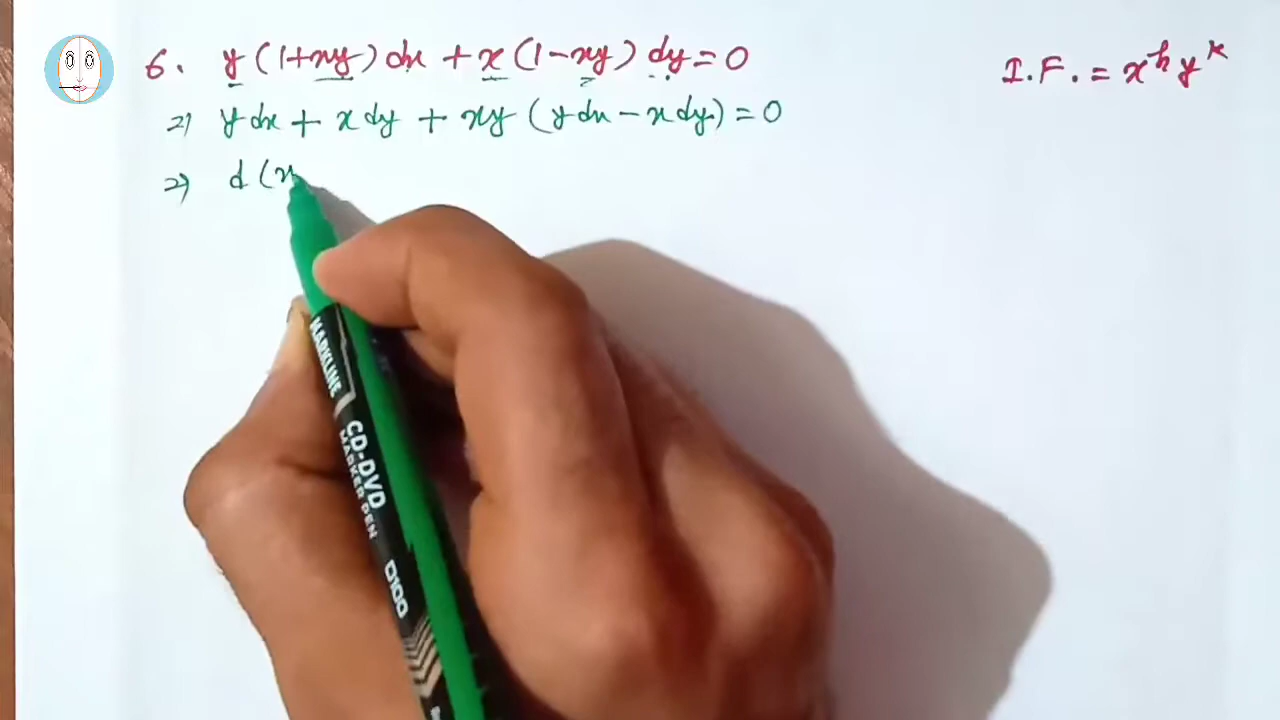 6. y (1+xy) dx + x (1-xy) dy = 0
I.F. = x^h y^k
⇒ y dx + x dy + xy (y dx - x dy) = 0
⇒ d (x
MARKLINE
CD-DVD
MARKER PEN
D100